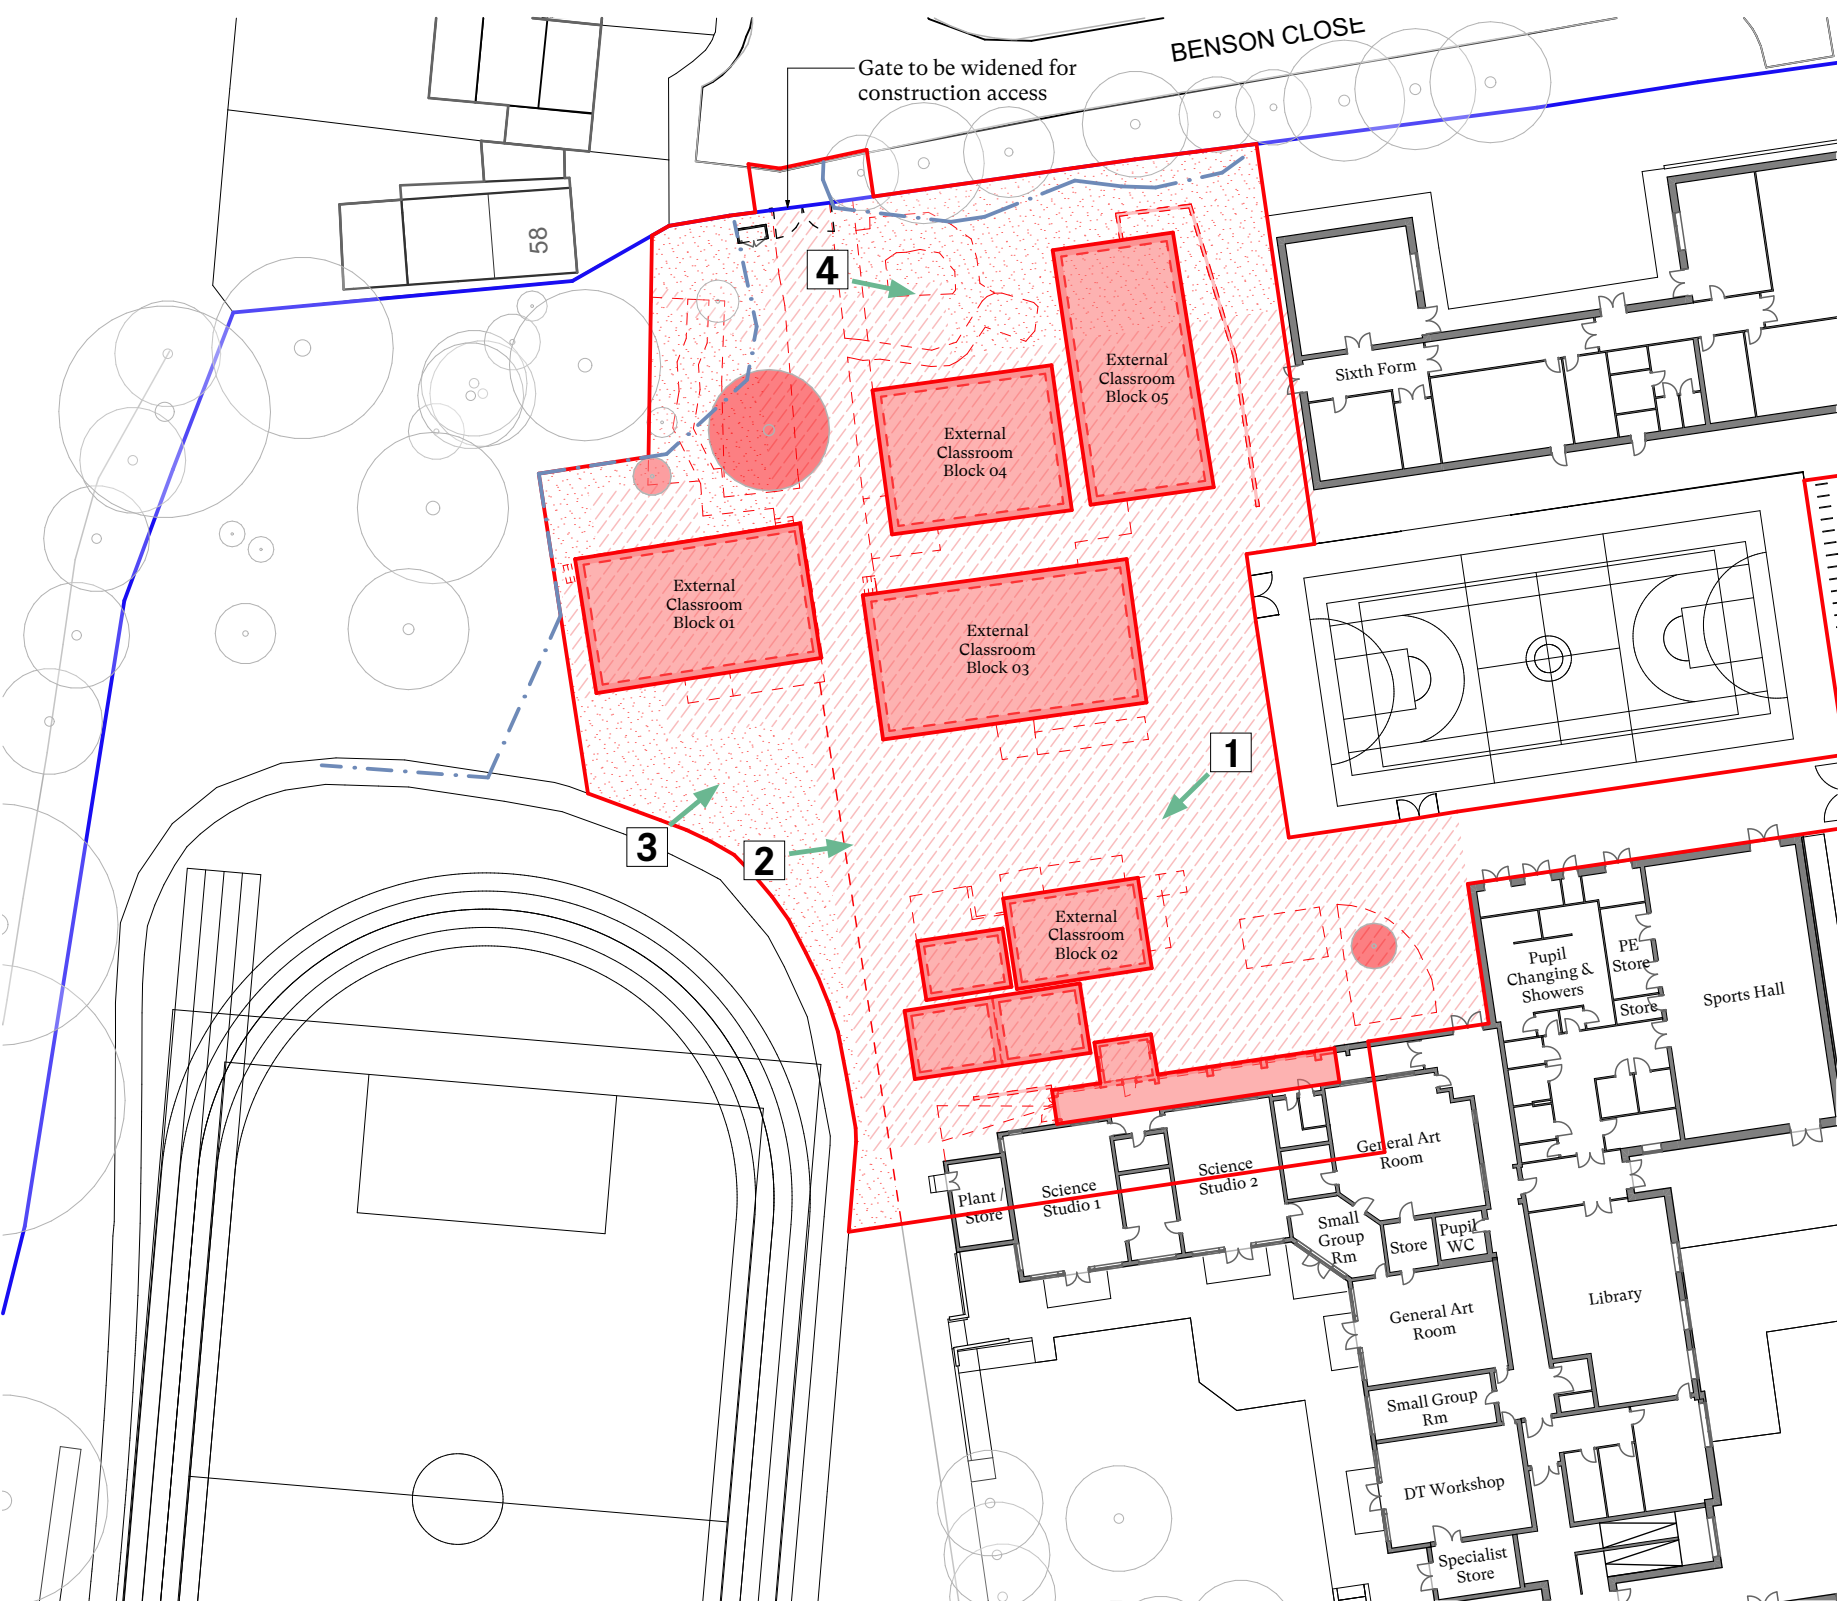 BENSON CLOSE
Gate to be widened for
construction access
58
4
External
Classroom
Block 05
Sixth Form
External
Classroom
Block 04
External
Classroom
Block 01
External
Classroom
Block 03
1
3
2
External
Classroom
Block 02
Pupil
Changing &
Showers
PE
Store
Store
Sports Hall
General Art
Room
Science
Studio 2
Science
Studio 1
Plant /
Store
Small
Group
Rm
Store
Pupil
WC
Library
General Art
Room
Small Group
Rm
DT Workshop
Specialist
Store